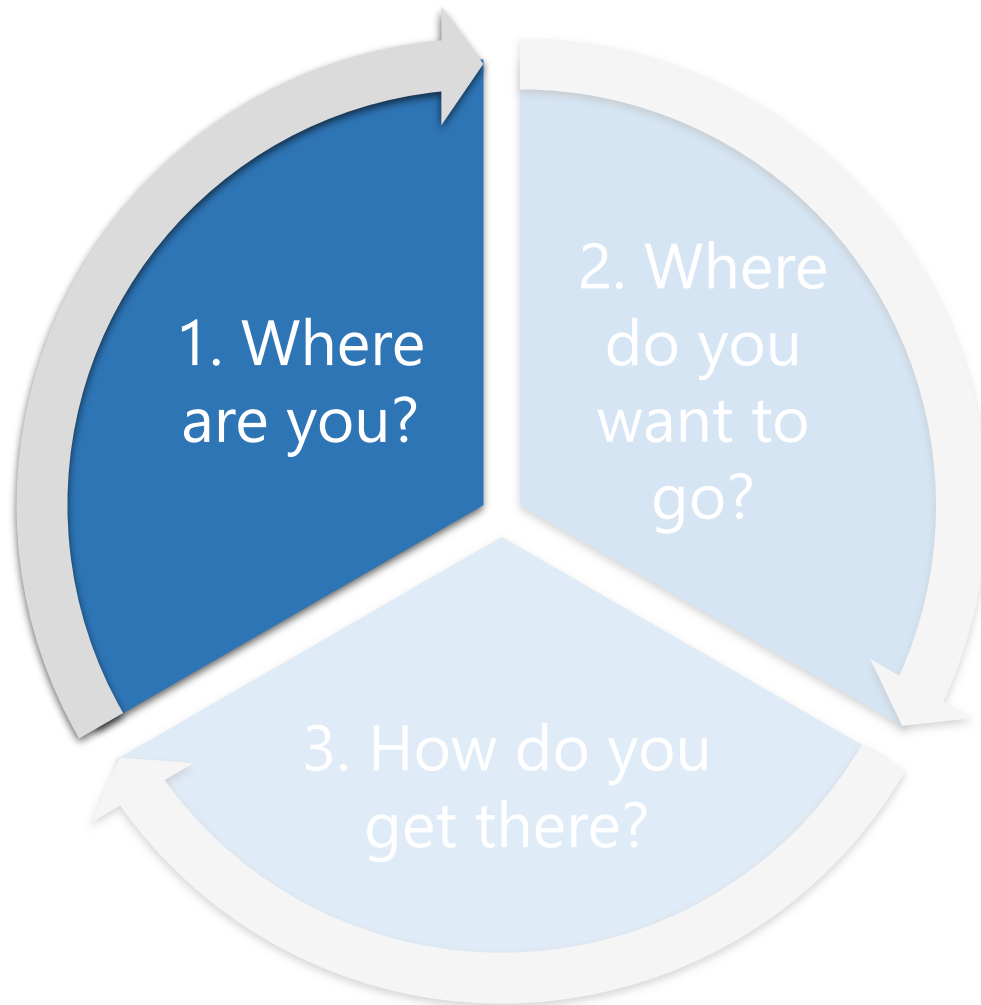 1. Where
are you?
2. Where
do you
want to
go?
3. How do you
get there?